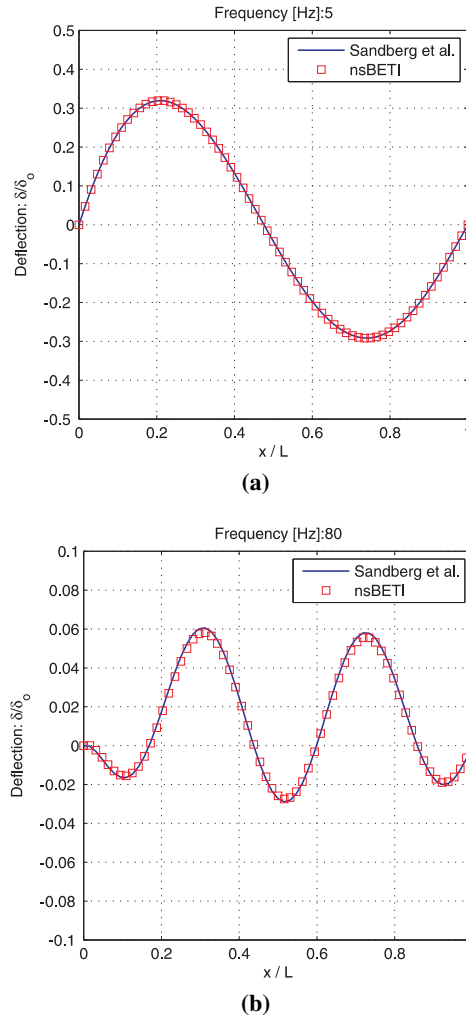 Frequency [Hz]:5
0.5
0.4
0.3
0.2
0.1
0
-0.1
-0.2
-0.3
-0.4
-0.5
Deflection: δ/δo
Sandberg et al.
nsBETI
0 0.2 0.4 0.6 0.8
x / L
(a)
Frequency [Hz]:80
0.1
0.08
0.06
0.04
0.02
0
-0.02
-0.04
-0.06
-0.08
-0.1
Deflection: δ/δo
Sandberg et al.
nsBETI
0 0.2 0.4 0.6 0.8
x / L
(b)